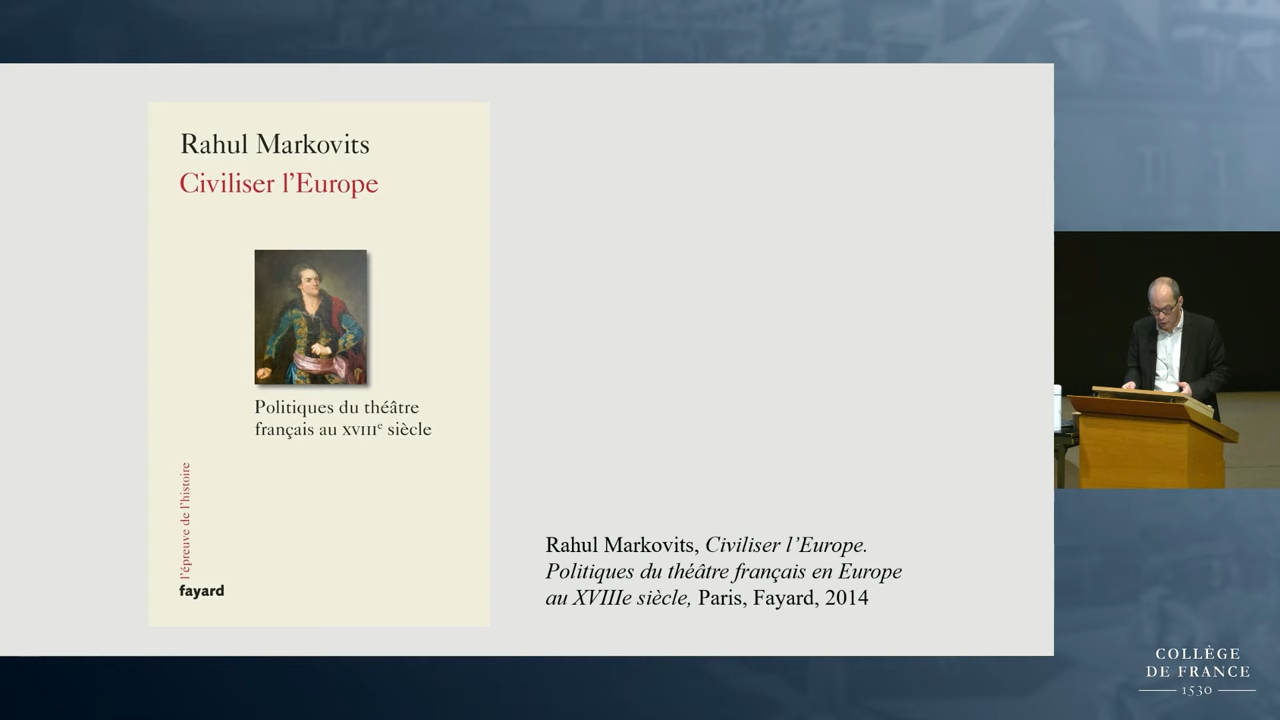 Rahul Markovits
Civiliser l'Europe
Politiques du théâtre
français au XVIIIe siècle
l'épreuve de l'histoire
fayard
Rahul Markovits, Civiliser l'Europe.
Politiques du théâtre français en Europe
au XVIIIe siècle, Paris, Fayard, 2014
COLLÈGE
DE FRANCE
1530